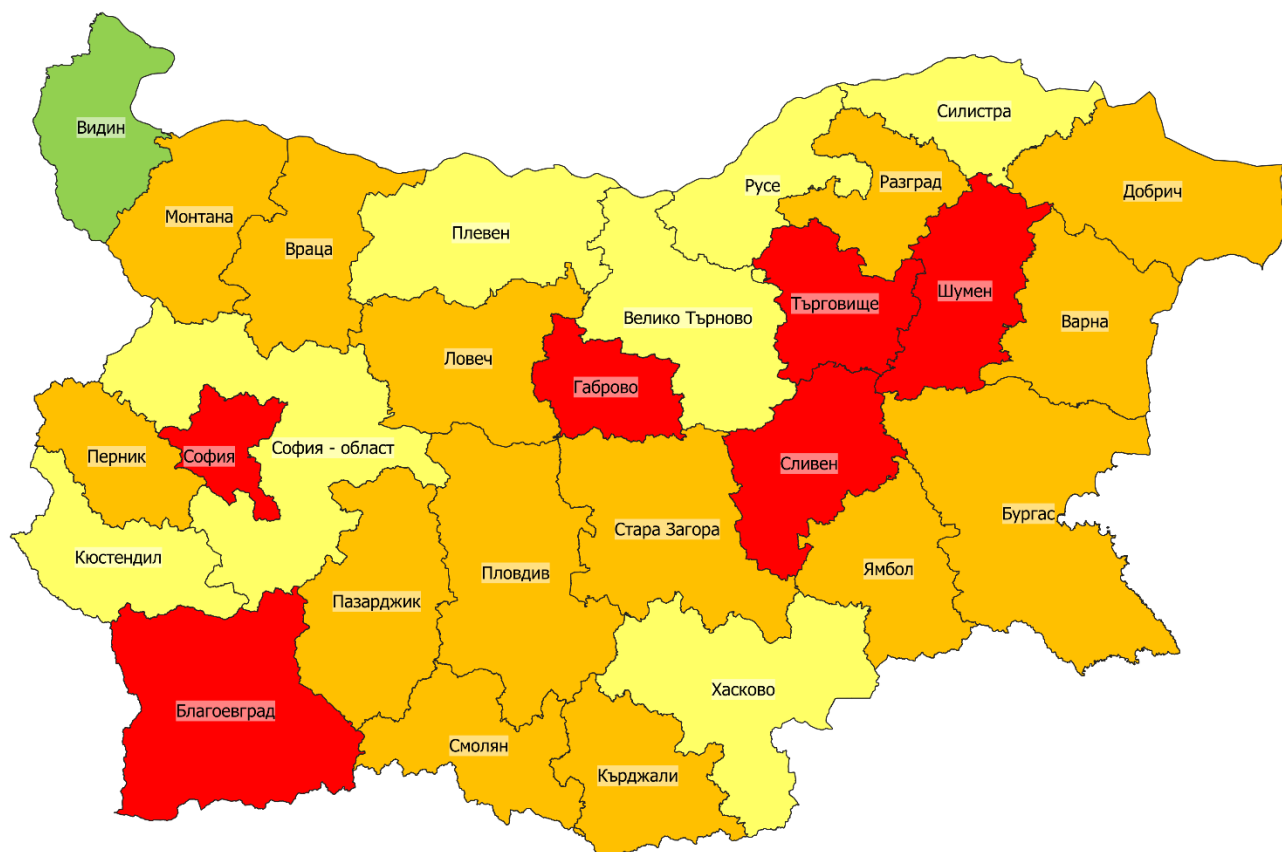 Видин
Силистра
Русе
Разград
Добрич
Монтана
Плевен
Враца
Търговище
Шумен
Велико Търново
Варна
Ловеч
Габрово
Перник
София
София - област
Сливен
Бургас
Стара Загора
Кюстендил
Ямбол
Пловдив
Пазарджик
Хасково
Благоевград
Смолян
Кърджали